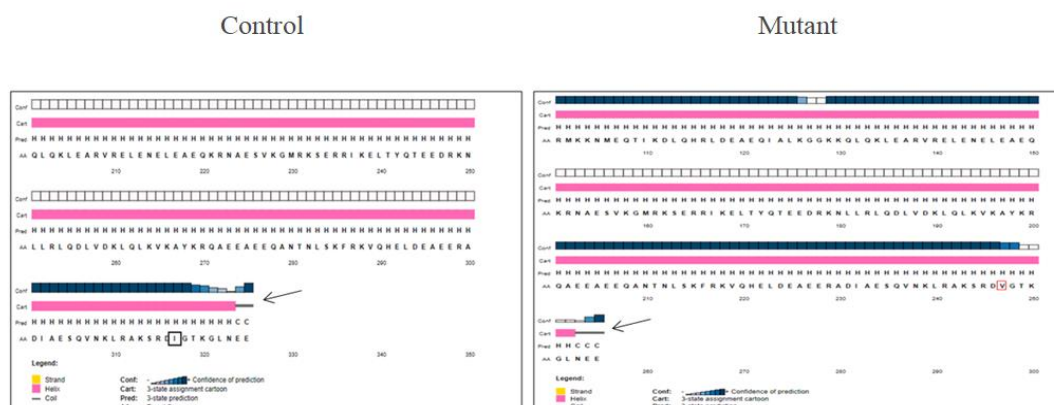 Control
Conf
Cart
Pred H H H H H H H H H H H H H H H H H H H H H H H H H H H H H H H H H H H H H H H H H H H H H H H H H H
AA Q L Q K L E A R V R E L E N E L E A E Q K R N A E S V K G M R K S E R R I K E L T Y Q T E E D R K N
210 220 230 240 250
Conf
Cart
Pred H H H H H H H H H H H H H H H H H H H H H H H H H H H H H H H H H H H H H H H H H H H H H H H H H H
AA L L R L Q D L V D K L Q L K V K A Y K R Q A E E A E E Q A N T N L S K F R K V Q H E L D E A E E R A
260 270 280 290 300
Conf
Cart
Pred H H H H H H H H H H H H H H H H H H H H H H H C C
AA D I A E S Q V N K L R A K S R D I G T K G L N E E
310 320 330 340 350
Legend:
Strand Conf: - + Confidence of prediction
Helix Cart: 3-state assignment cartoon
Coil Pred: 3-state prediction
Mutant
Conf
Cart
Pred H H H H H H H H H H H H H H H H H H H H H H H H H H H H H H H H H H H H H H H H H H H H H H H H H H
AA R M K K N M E Q T I K D L Q H R L D E A E Q I A L K G G K K Q L Q K L E A R V R E L E N E L E A E Q
110 120 130 140 150
Conf
Cart
Pred H H H H H H H H H H H H H H H H H H H H H H H H H H H H H H H H H H H H H H H H H H H H H H H H H H
AA K R N A E S V K G M R K S E R R I K E L T Y Q T E E D R K N L L R L Q D L V D K L Q L K V K A Y K R
160 170 180 190 200
Conf
Cart
Pred H H H H H H H H H H H H H H H H H H H H H H H H H H H H H H H H H H H H H H H H H H H H H H H H H H
AA Q A E E A E E Q A N T N L S K F R K V Q H E L D E A E E R A D I A E S Q V N K L R A K S R D V G T K
210 220 230 240 250
Conf
Cart
Pred H H C C C
AA G L N E E
260 270 280 290 300
Legend:
Strand Conf: - + Confidence of prediction
Helix Cart: 3-state assignment cartoon